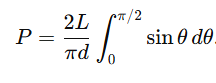 P = \frac{2L}{\pi d} \int_0^{\pi/2} \sin\theta \, d\theta.